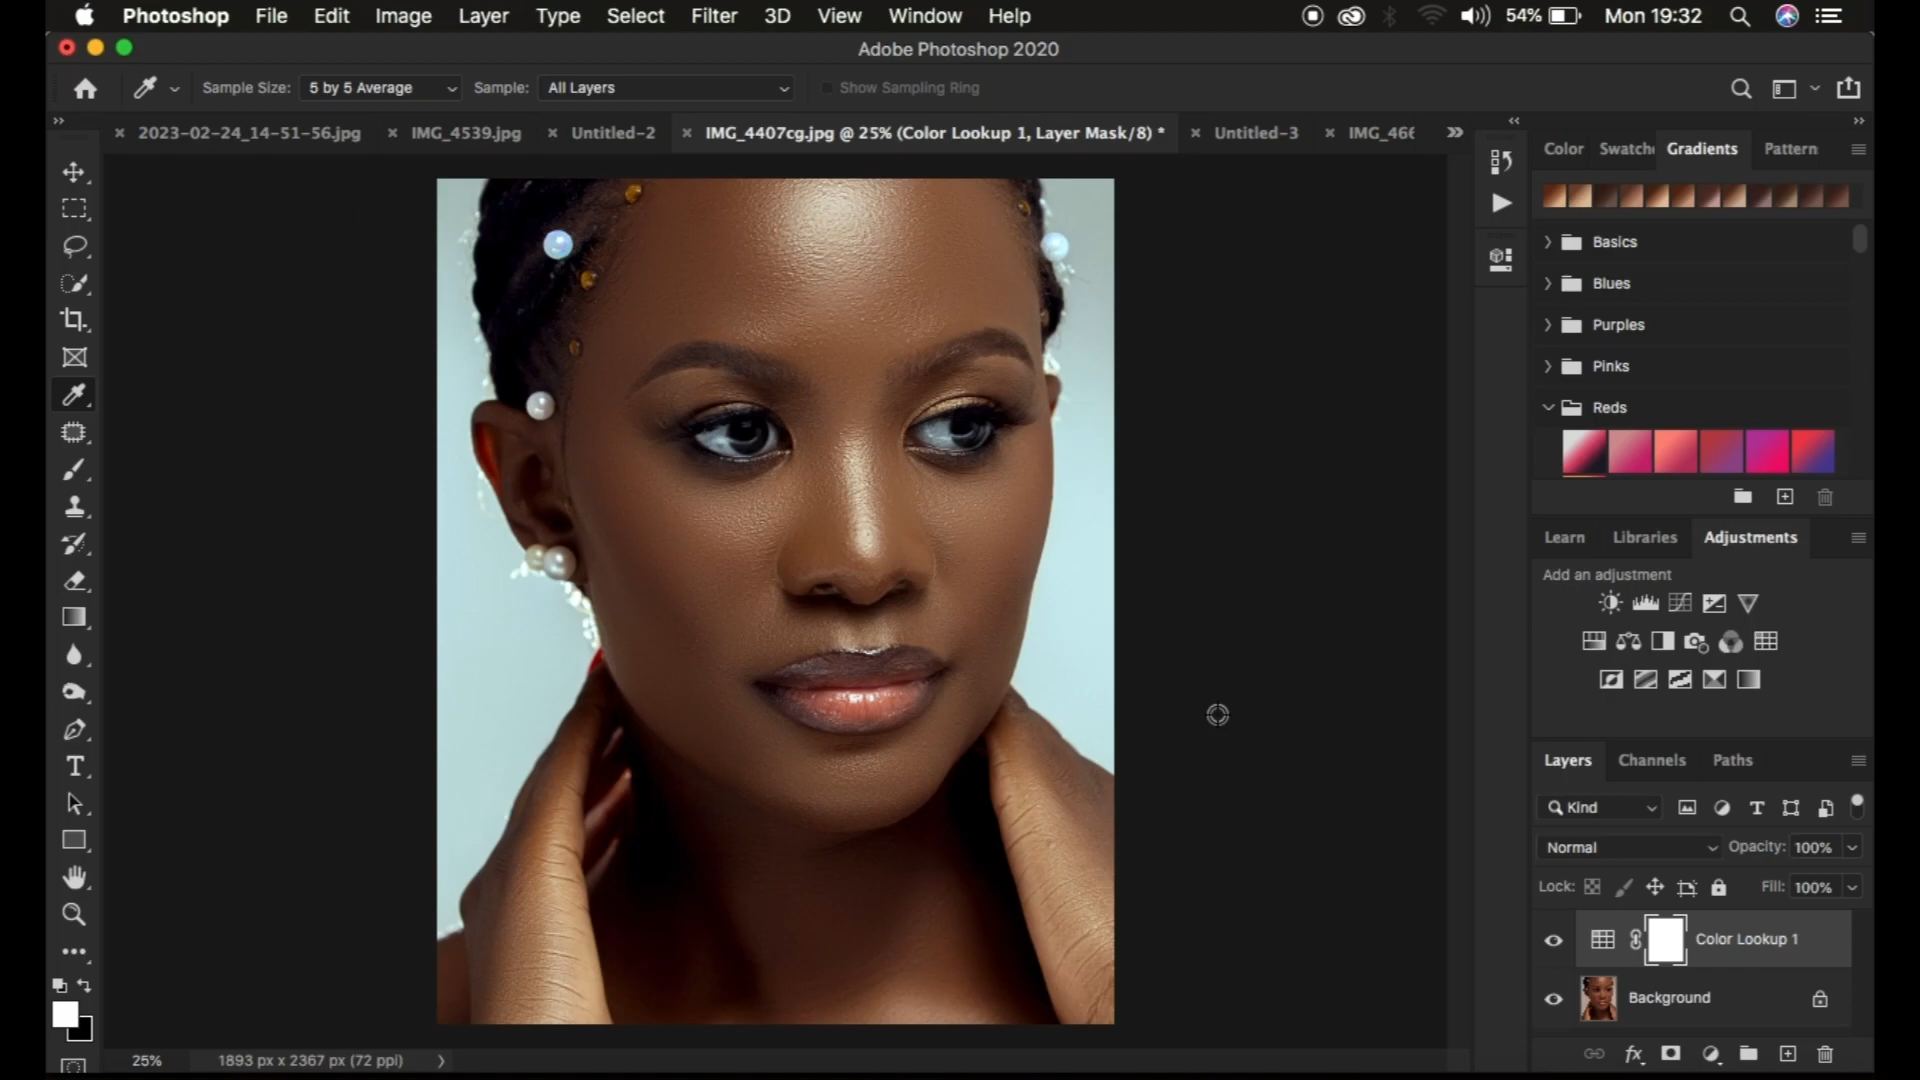 Photoshop File Edit Image Layer Type Select Filter 3D View Window Help 54% Mon 19:32
Adobe Photoshop 2020
Sample Size: 5 by 5 Average Sample: All Layers Show Sampling Ring
2023-02-24_14-51-56.jpg IMG_4539.jpg Untitled-2 IMG_4407cg.jpg @ 25% (Color Lookup 1, Layer Mask/8) * Untitled-3 IMG_466
Color Swatche Gradients Pattern
Basics
Blues
Purples
Pinks
Reds
Learn Libraries Adjustments
Add an adjustment
Layers Channels Paths
Kind
Normal Opacity: 100%
Lock: Fill: 100%
Color Lookup 1
Background
25% 1893 px x 2367 px (72 ppi)